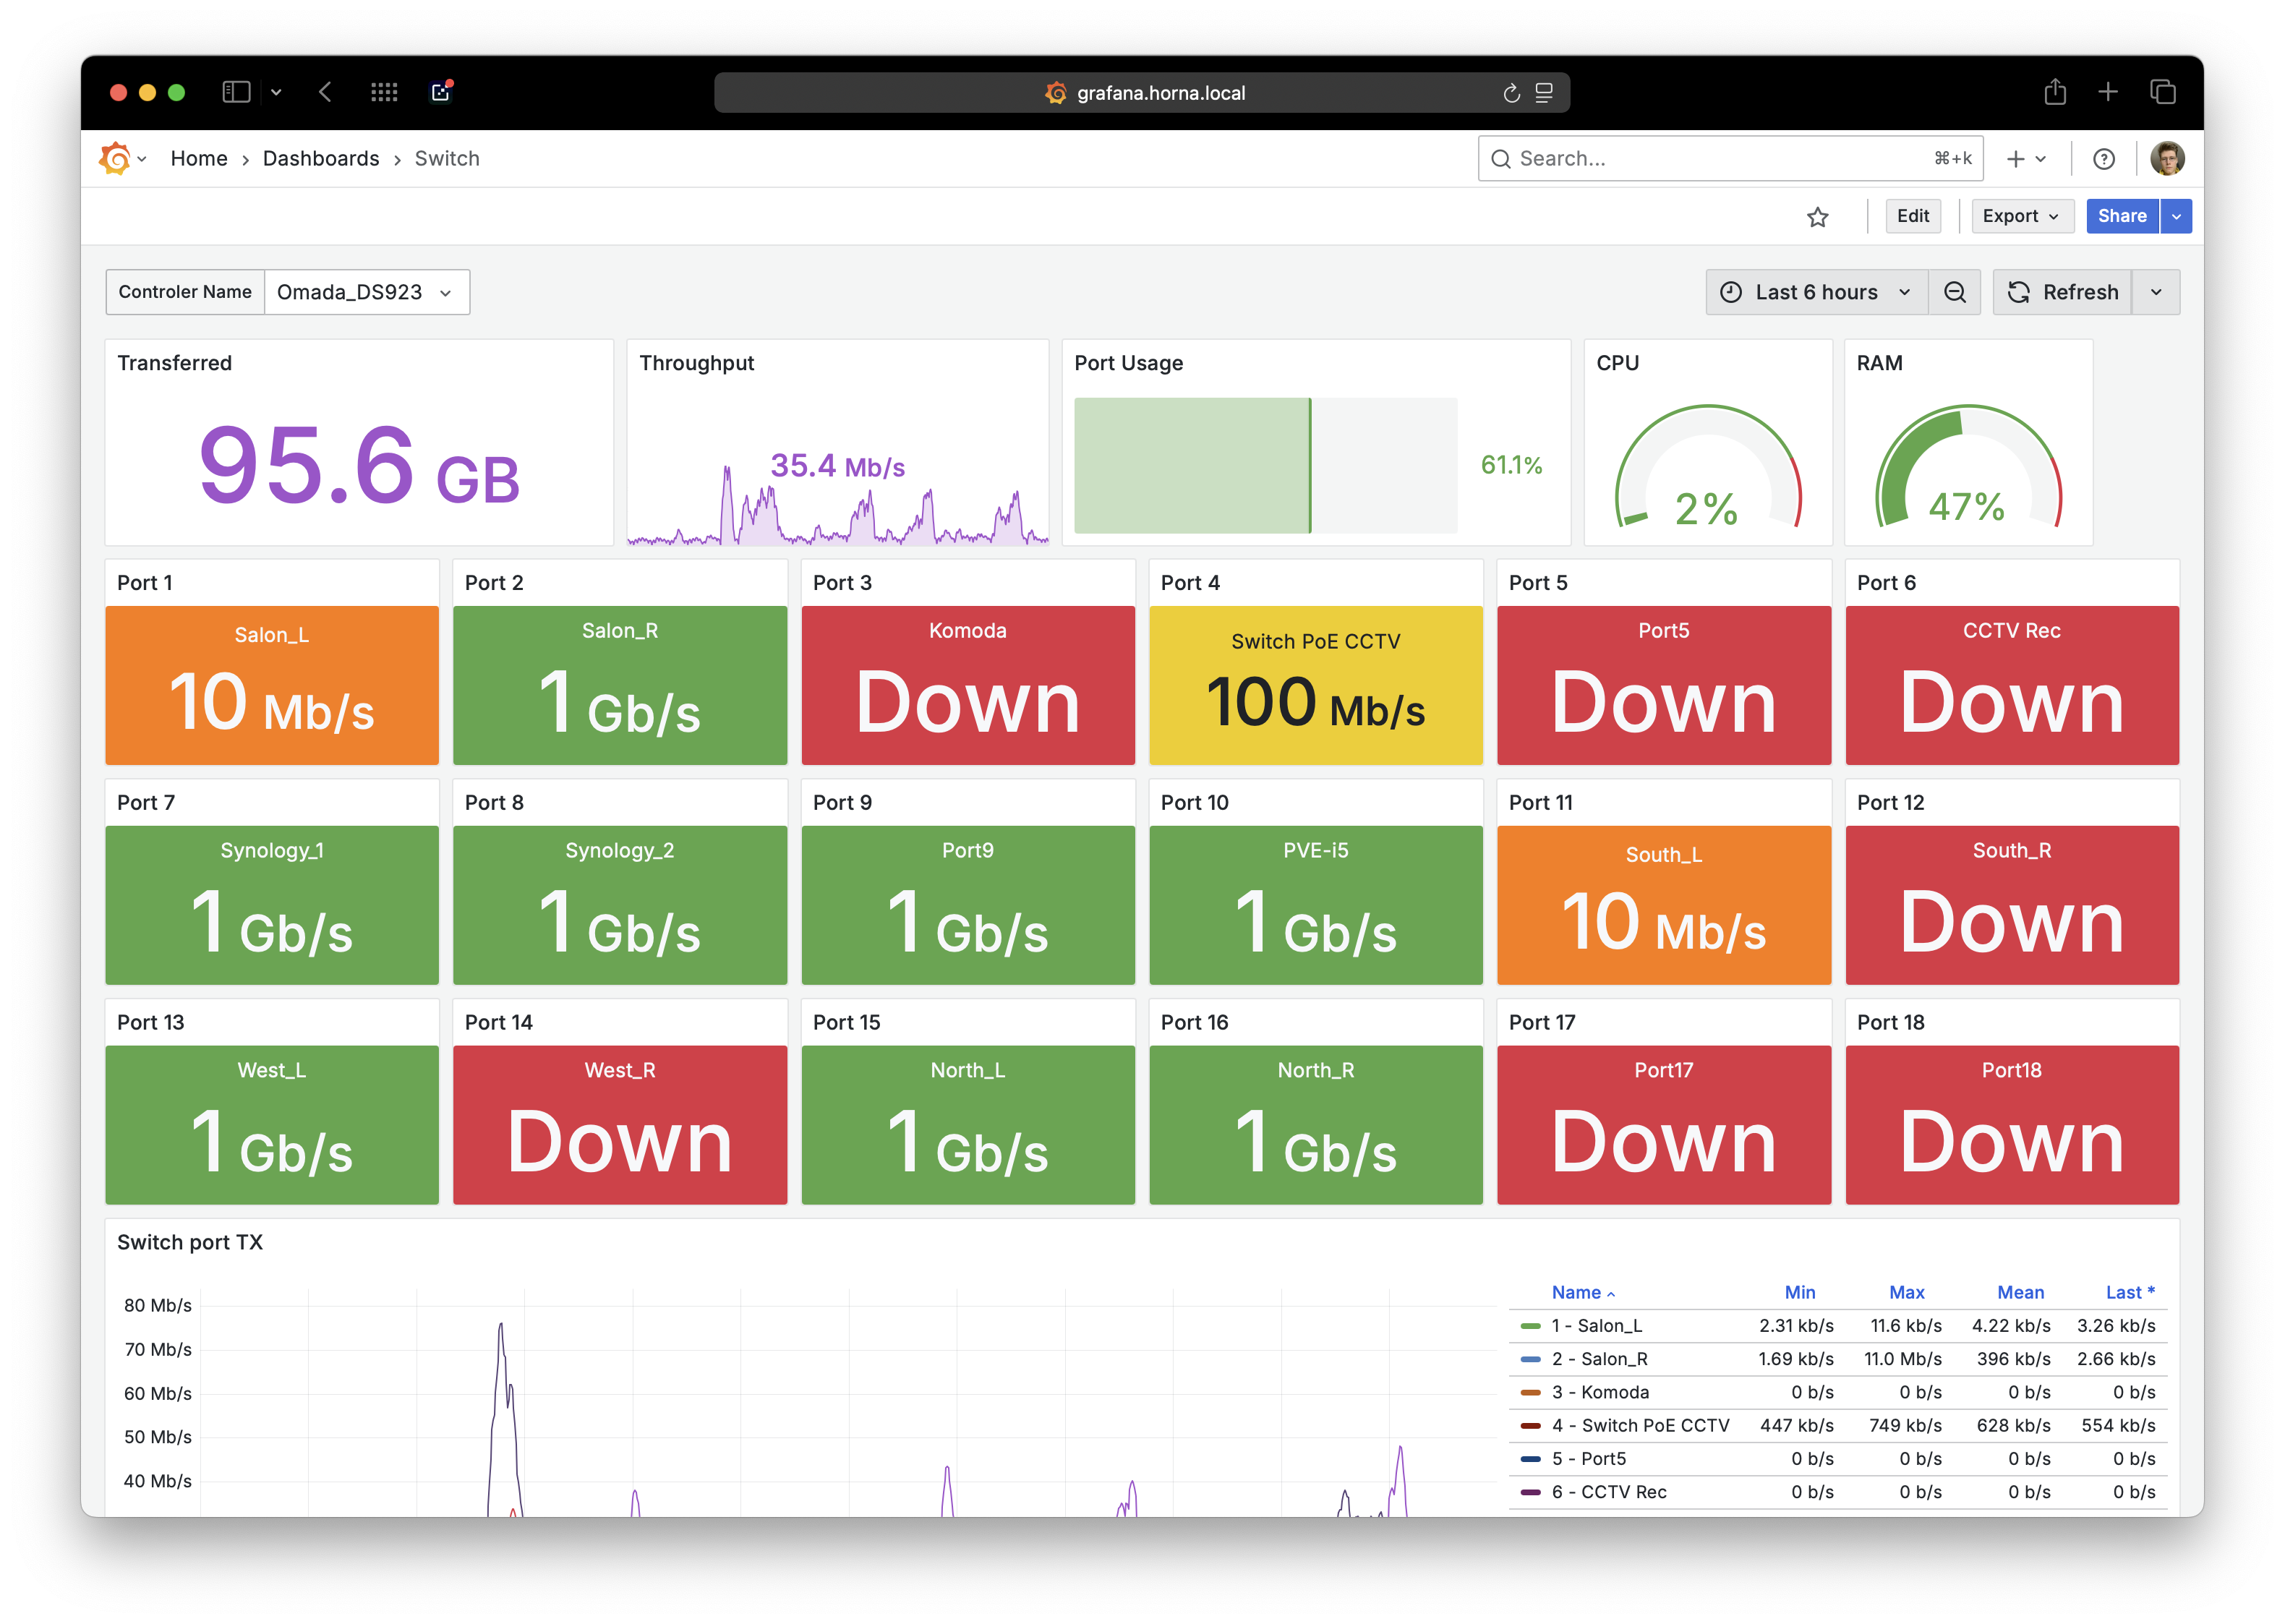 grafana.horna.local
Home › Dashboards › Switch
Search... ⌘+k
Edit Export Share
Controler Name Omada_DS923 Last 6 hours Refresh
Transferred Throughput Port Usage CPU RAM
95.6 GB 35.4 Mb/s 61.1% 2% 47%
Port 1 Port 2 Port 3 Port 4 Port 5 Port 6
Salon_L Salon_R Komoda Switch PoE CCTV Port5 CCTV Rec
10 Mb/s 1 Gb/s Down 100 Mb/s Down Down
Port 7 Port 8 Port 9 Port 10 Port 11 Port 12
Synology_1 Synology_2 Port9 PVE-i5 South_L South_R
1 Gb/s 1 Gb/s 1 Gb/s 1 Gb/s 10 Mb/s Down
Port 13 Port 14 Port 15 Port 16 Port 17 Port 18
West_L West_R North_L North_R Port17 Port18
1 Gb/s Down 1 Gb/s 1 Gb/s Down Down
Switch port TX
80 Mb/s
70 Mb/s
60 Mb/s
50 Mb/s
40 Mb/s
Name Min Max Mean Last *
1 - Salon_L 2.31 kb/s 11.6 kb/s 4.22 kb/s 3.26 kb/s
2 - Salon_R 1.69 kb/s 11.0 Mb/s 396 kb/s 2.66 kb/s
3 - Komoda 0 b/s 0 b/s 0 b/s 0 b/s
4 - Switch PoE CCTV 447 kb/s 749 kb/s 628 kb/s 554 kb/s
5 - Port5 0 b/s 0 b/s 0 b/s 0 b/s
6 - CCTV Rec 0 b/s 0 b/s 0 b/s 0 b/s